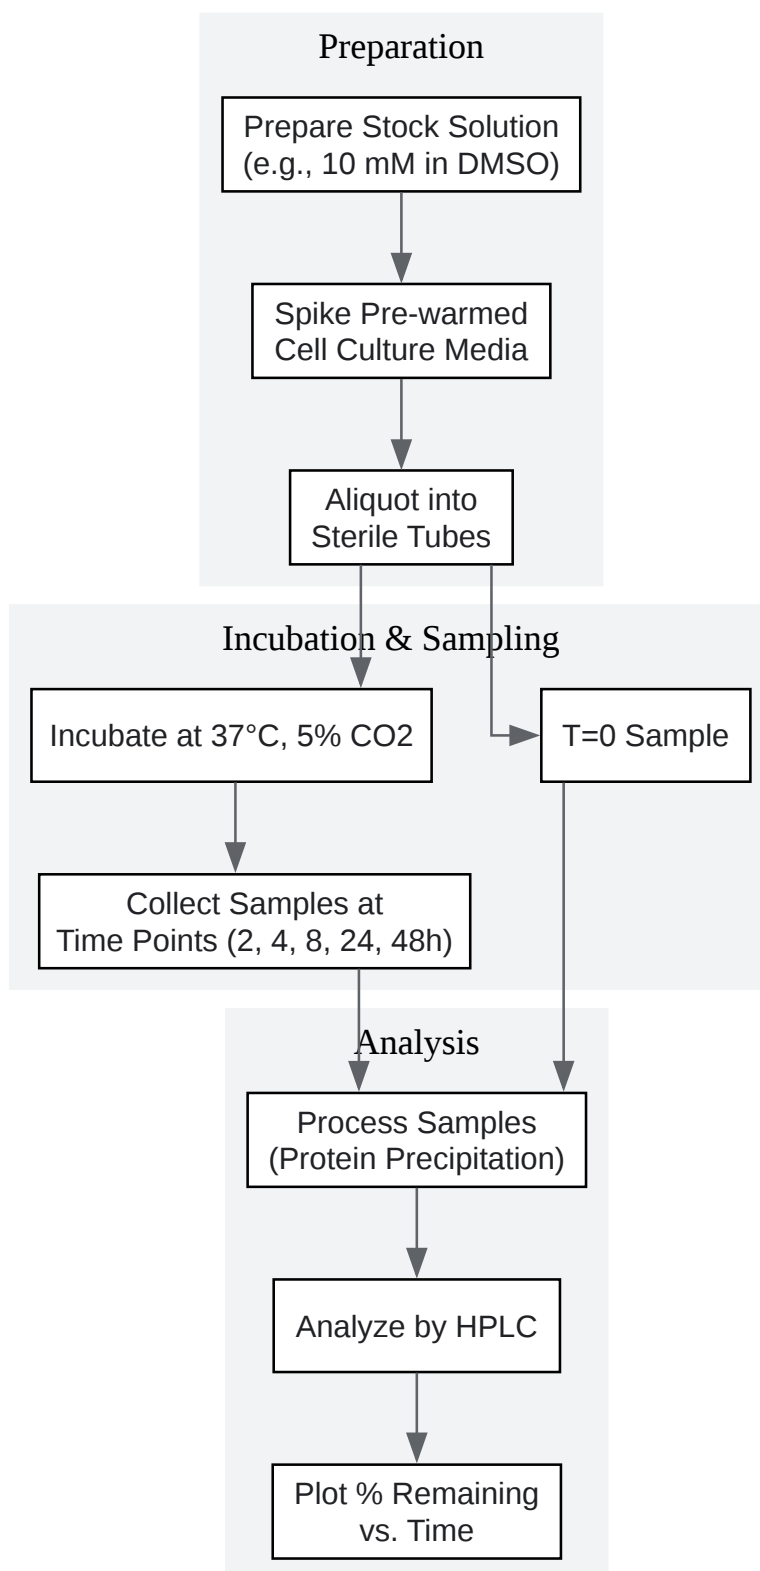 Preparation
Prepare Stock Solution
(e.g., 10 mM in DMSO)
Spike Pre-warmed
Cell Culture Media
Aliquot into
Sterile Tubes
Incubation & Sampling
Incubate at 37°C, 5% CO2
T=0 Sample
Collect Samples at
Time Points (2, 4, 8, 24, 48h)
Analysis
Process Samples
(Protein Precipitation)
Analyze by HPLC
Plot % Remaining
vs. Time